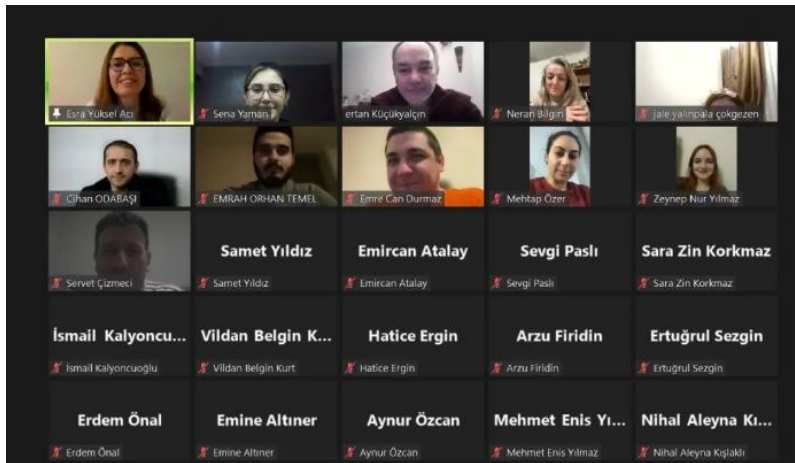 Esra Yüksel Acı
Sena Yaman
ertan Küçükyalçın
Neran Bilgin
jale yalınpala çokgezen
Cihan ODABAŞI
EMRAH ORHAN TEMEL
Emre Can Durmaz
Mehtap Özer
Zeynep Nur Yılmaz
Servet Çizmeci
Samet Yıldız
Samet Yıldız
Emircan Atalay
Emircan Atalay
Sevgi Paslı
Sevgi Paslı
Sara Zin Korkmaz
Sara Zin Korkmaz
İsmail Kalyoncu...
İsmail Kalyoncuoğlu
Vildan Belgin K...
Vildan Belgin Kurt
Hatice Ergin
Hatice Ergin
Arzu Firidin
Arzu Firidin
Ertuğrul Sezgin
Ertuğrul Sezgin
Erdem Önal
Erdem Önal
Emine Altıner
Emine Altıner
Aynur Özcan
Aynur Özcan
Mehmet Enis Yı...
Mehmet Enis Yılmaz
Nihal Aleyna Kı...
Nihal Aleyna Kışlaklı